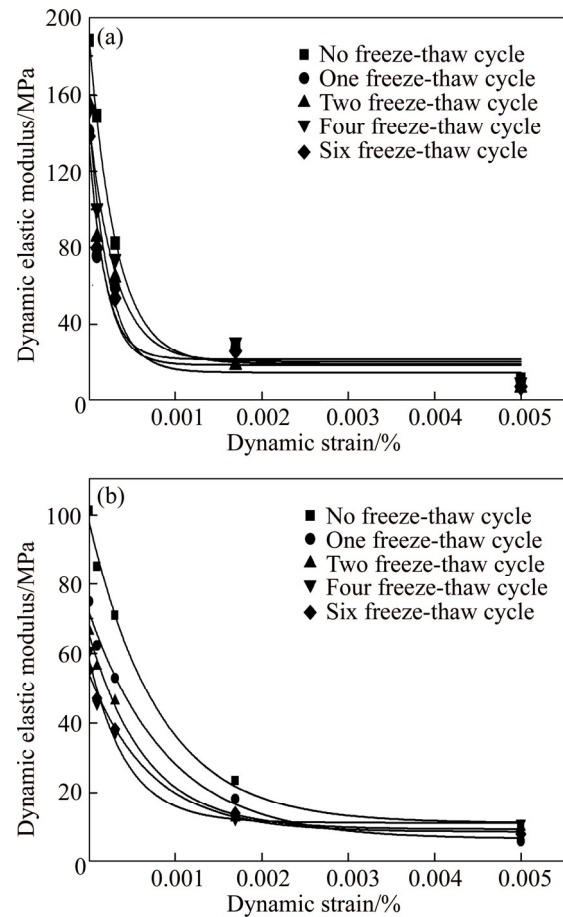 (a)
Dynamic elastic modulus/MPa
200
160
120
80
40
0
No freeze-thaw cycle
One freeze-thaw cycle
Two freeze-thaw cycle
Four freeze-thaw cycle
Six freeze-thaw cycle
0.001 0.002 0.003 0.004 0.005
Dynamic strain/%
(b)
Dynamic elastic modulus/MPa
100
80
60
40
20
0
No freeze-thaw cycle
One freeze-thaw cycle
Two freeze-thaw cycle
Four freeze-thaw cycle
Six freeze-thaw cycle
0.001 0.002 0.003 0.004 0.005
Dynamic strain/%